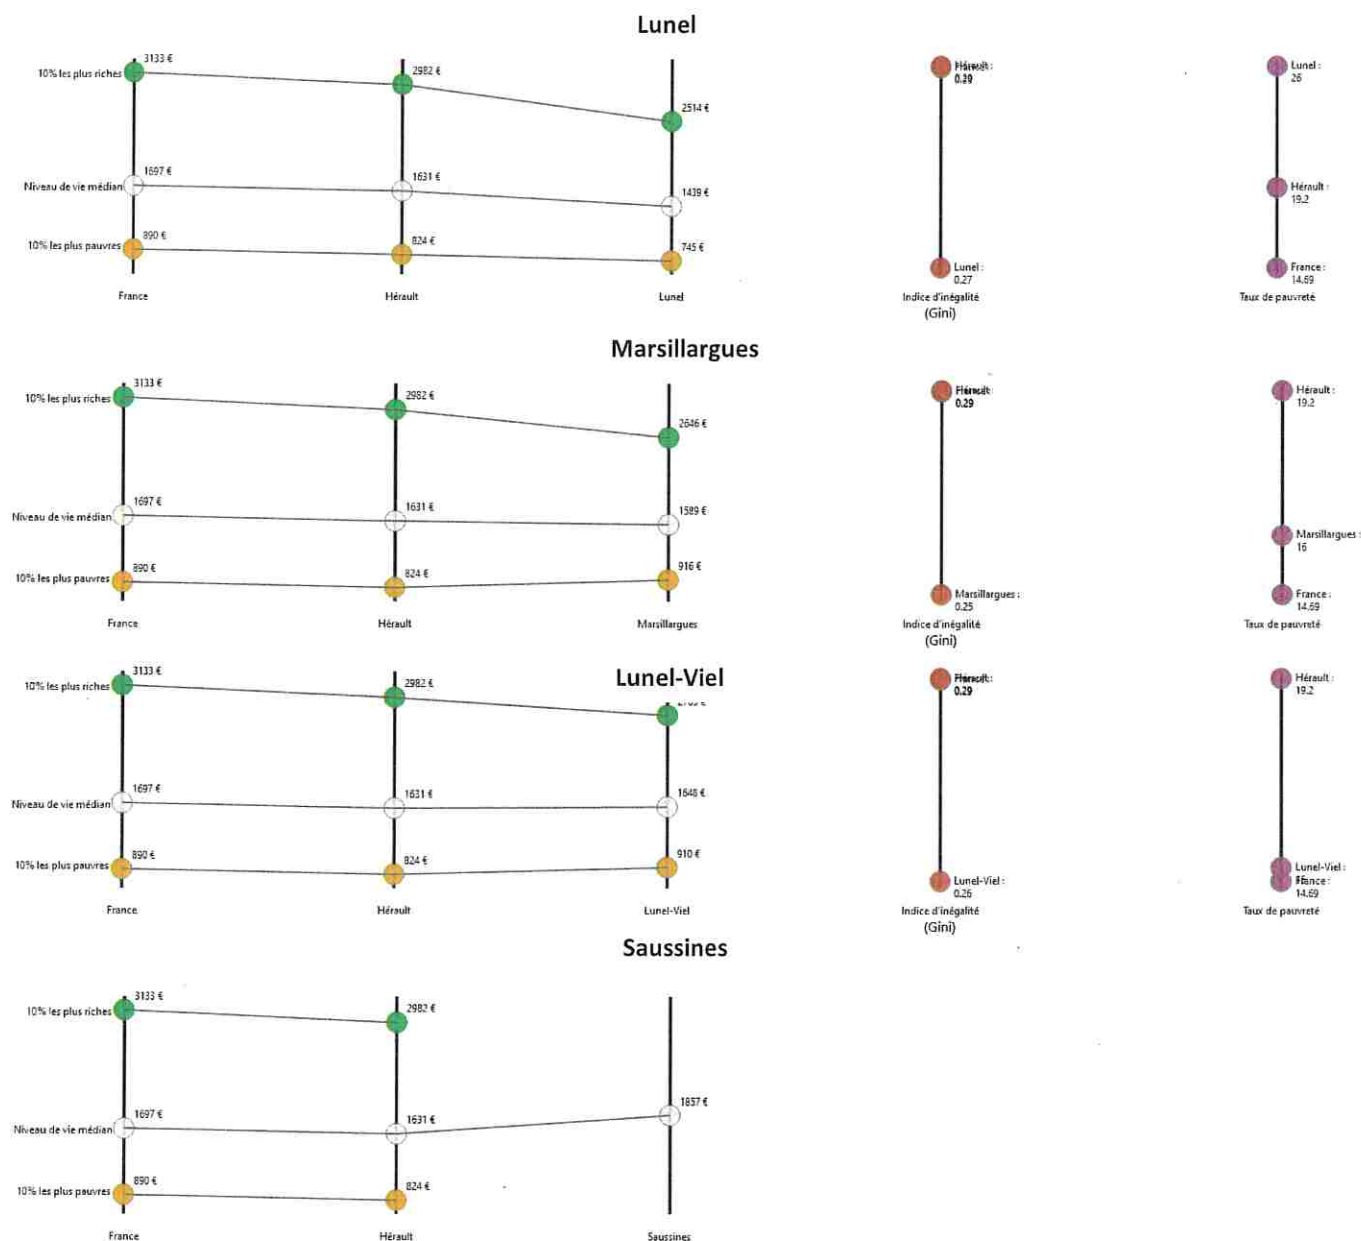 Lunel
3133 €
10% les plus riches
2982 €
2514 €
1697 €
Niveau de vie médian
1631 €
1439 €
890 €
10% les plus pauvres
824 €
745 €
France
Hérault
Lunel
Hérault :
0.29
Lunel :
0.27
Indice d'inégalité
(Gini)
Lunel :
26
Hérault :
19.2
France :
14.69
Taux de pauvreté
Marsillargues
3133 €
10% les plus riches
2982 €
2646 €
1697 €
Niveau de vie médian
1631 €
1589 €
890 €
10% les plus pauvres
824 €
916 €
France
Hérault
Marsillargues
0.29
Marsillargues :
0.25
Indice d'inégalité
(Gini)
Hérault :
19.2
Marsillargues :
16
France :
14.69
Taux de pauvreté
Lunel-Viel
3133 €
10% les plus riches
2982 €
1697 €
Niveau de vie médian
1631 €
1646 €
890 €
10% les plus pauvres
824 €
910 €
France
Hérault
Lunel-Viel
0.29
Lunel-Viel :
0.26
Indice d'inégalité
(Gini)
Hérault :
19.2
Lunel-Viel :
France :
14.69
Taux de pauvreté
Saussines
3133 €
10% les plus riches
2982 €
1697 €
Niveau de vie médian
1631 €
1857 €
890 €
10% les plus pauvres
824 €
France
Hérault
Saussines